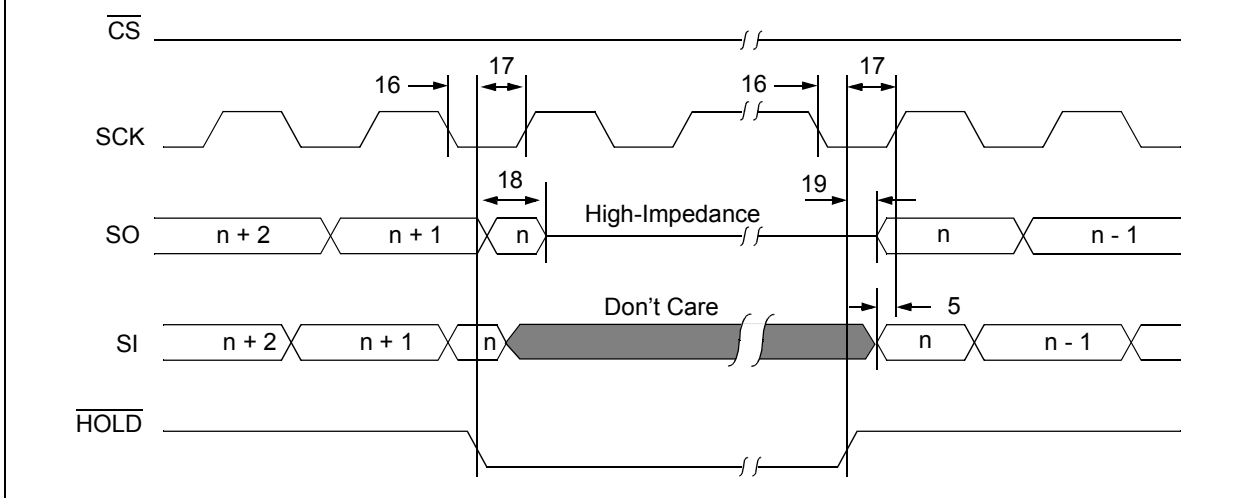 CS
16 17 16 17
SCK
18 19
High-Impedance
SO n + 2 n + 1 n n n - 1
Don't Care 5
SI n + 2 n + 1 n n n - 1
HOLD